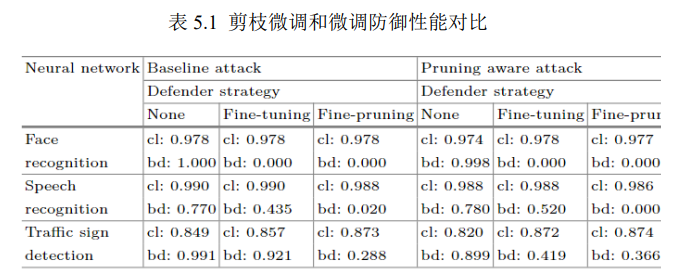 表 5.1 剪枝微调和微调防御性能对比
Neural network Baseline attack Pruning aware attack
Defender strategy Defender strategy
None Fine-tuning Fine-pruning None Fine-tuning Fine-prun
Face cl: 0.978 cl: 0.978 cl: 0.978 cl: 0.974 cl: 0.978 cl: 0.977
recognition bd: 1.000 bd: 0.000 bd: 0.000 bd: 0.998 bd: 0.000 bd: 0.000
Speech cl: 0.990 cl: 0.990 cl: 0.988 cl: 0.988 cl: 0.988 cl: 0.986
recognition bd: 0.770 bd: 0.435 bd: 0.020 bd: 0.780 bd: 0.520 bd: 0.000
Traffic sign cl: 0.849 cl: 0.857 cl: 0.873 cl: 0.820 cl: 0.872 cl: 0.874
detection bd: 0.991 bd: 0.921 bd: 0.288 bd: 0.899 bd: 0.419 bd: 0.366